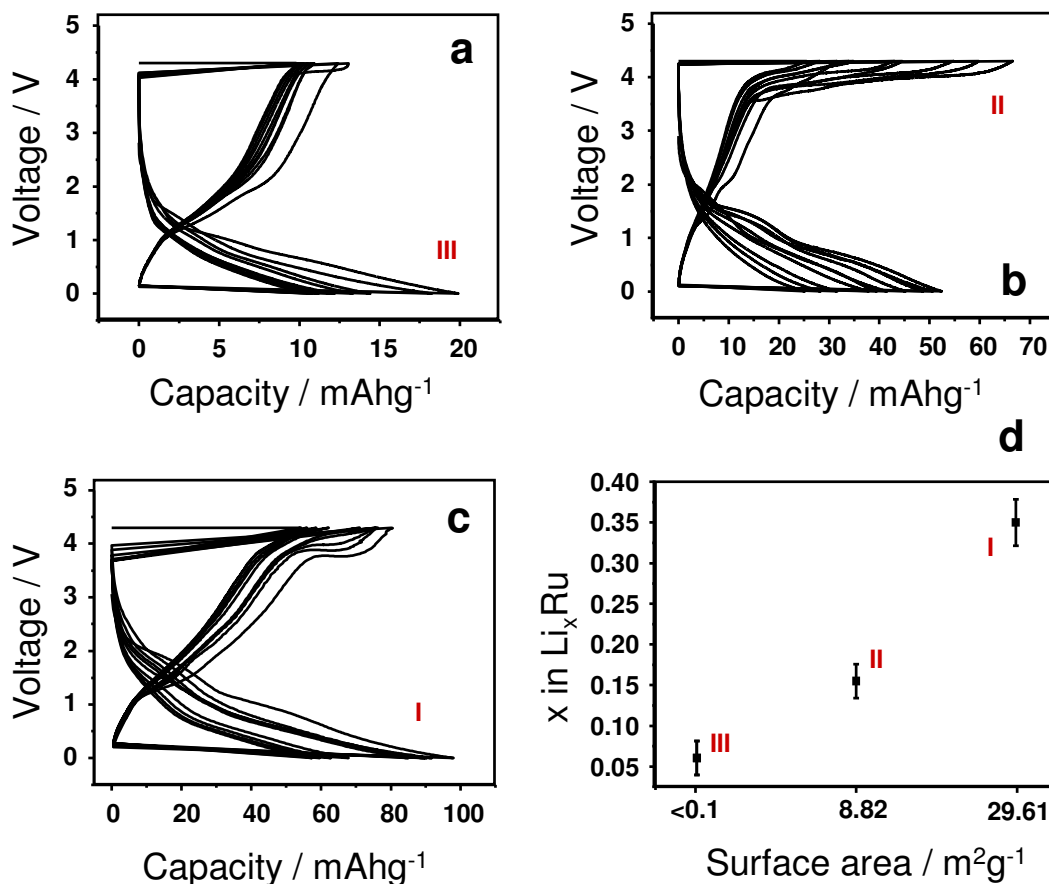 a
5
4
3
2
1
0
Voltage / V
III
0 5 10 15 20
Capacity / mAhg-1
b
5
4
3
2
1
0
Voltage / V
II
0 10 20 30 40 50 60 70
Capacity / mAhg-1
c
5
4
3
2
1
0
Voltage / V
I
0 20 40 60 80 100
Capacity / mAhg-1
d
0.40
0.35
0.30
0.25
0.20
0.15
0.10
0.05
x in LixRu
I
II
III
<0.1 8.82 29.61
Surface area / m2g-1